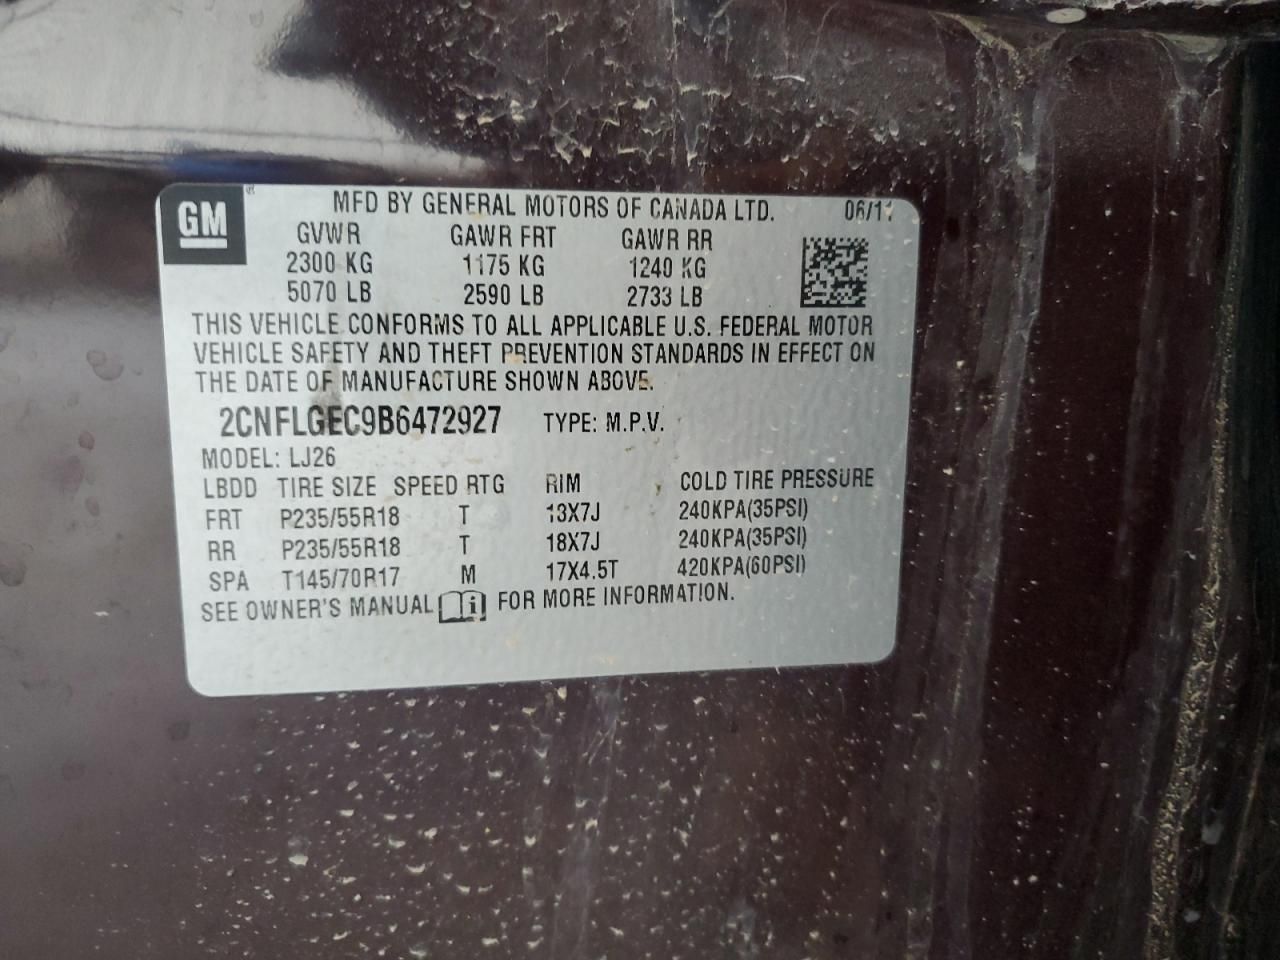 GM
MFD BY GENERAL MOTORS OF CANADA LTD. 06/11
GVWR GAWR FRT GAWR RR
2300 KG 1175 KG 1240 KG
5070 LB 2590 LB 2733 LB
THIS VEHICLE CONFORMS TO ALL APPLICABLE U.S. FEDERAL MOTOR
VEHICLE SAFETY AND THEFT PREVENTION STANDARDS IN EFFECT ON
THE DATE OF MANUFACTURE SHOWN ABOVE.
2CNFLGEC9B6472927 TYPE: M.P.V.
MODEL: LJ26
LBDD TIRE SIZE SPEED RTG RIM COLD TIRE PRESSURE
FRT P235/55R18 T 18X7J 240KPA(35PSI)
RR P235/55R18 T 18X7J 240KPA(35PSI)
SPA T145/70R17 M 17X4.5T 420KPA(60PSI)
SEE OWNER'S MANUAL i FOR MORE INFORMATION.